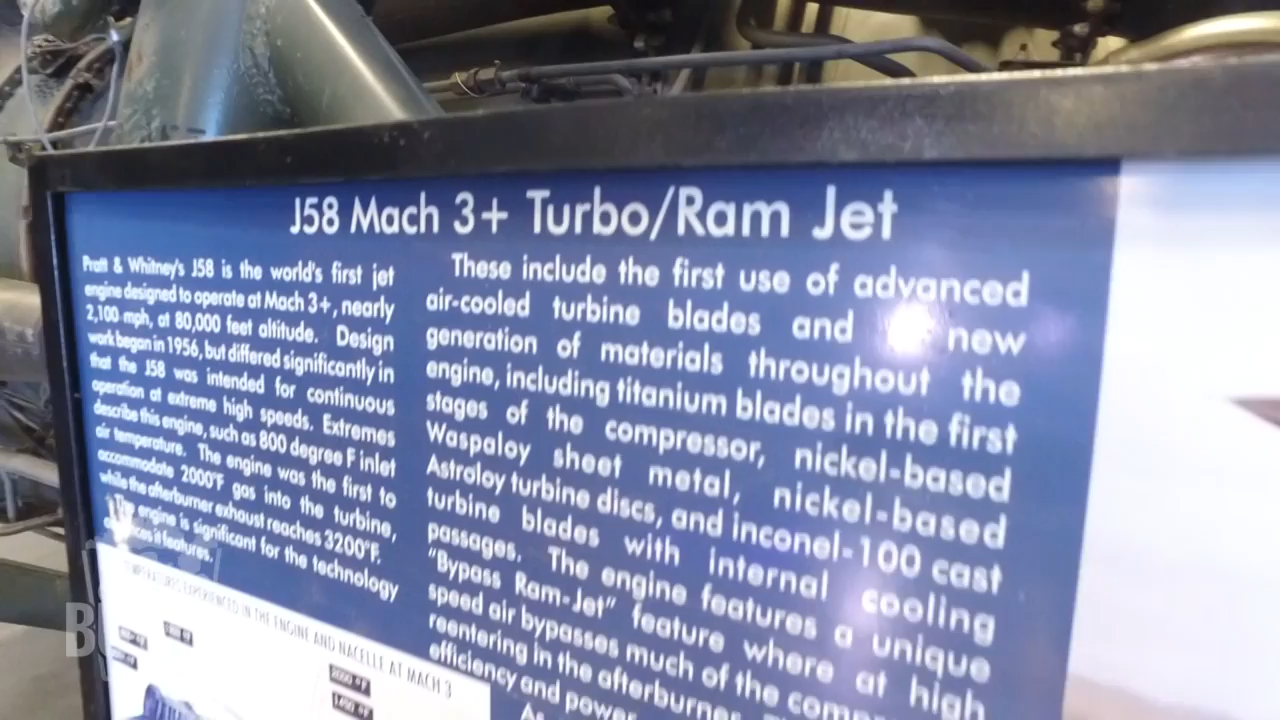 J58 Mach 3+ Turbo/Ram Jet
Pratt & Whitney's J58 is the world's first jet
engine designed to operate at Mach 3+, nearly
2,100 mph, at 80,000 feet altitude. Design
work began in 1956, but differed significantly in
that the J58 was intended for continuous
operation at extreme high speeds. Extremes
describe this engine, such as 800 degree F inlet
air temperature. The engine was the first to
accommodate 2000°F gas into the turbine,
while the afterburner exhaust reaches 3200°F.
The engine is significant for the technology
it features.
These include the first use of advanced
air-cooled turbine blades and new
generation of materials throughout the
engine, including titanium blades in the first
stages of the compressor, nickel-based
Waspaloy sheet metal, nickel-based
Astroloy turbine discs, and inconel-100 cast
turbine blades with internal cooling
passages. The engine features a unique
"Bypass Ram-Jet" feature where at high
speed air bypasses much of the
reentering in the afterburner
efficiency and power
As
EXPERIENCED IN THE ENGINE AND NACELLE AT MACH 3
2000 °F
1400 °F